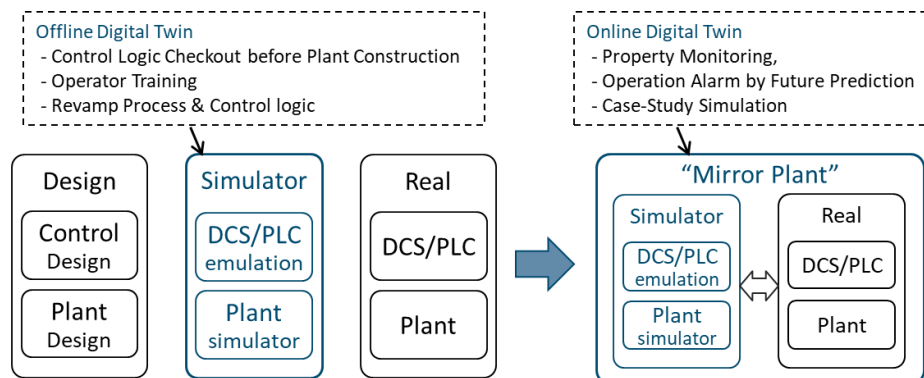 Offline Digital Twin
- Control Logic Checkout before Plant Construction
- Operator Training
- Revamp Process & Control logic
Online Digital Twin
- Property Monitoring,
- Operation Alarm by Future Prediction
- Case-Study Simulation
Design
Control
Design
Plant
Design
Simulator
DCS/PLC
emulation
Plant
simulator
Real
DCS/PLC
Plant
“Mirror Plant”
Simulator
DCS/PLC
emulation
Plant
simulator
Real
DCS/PLC
Plant